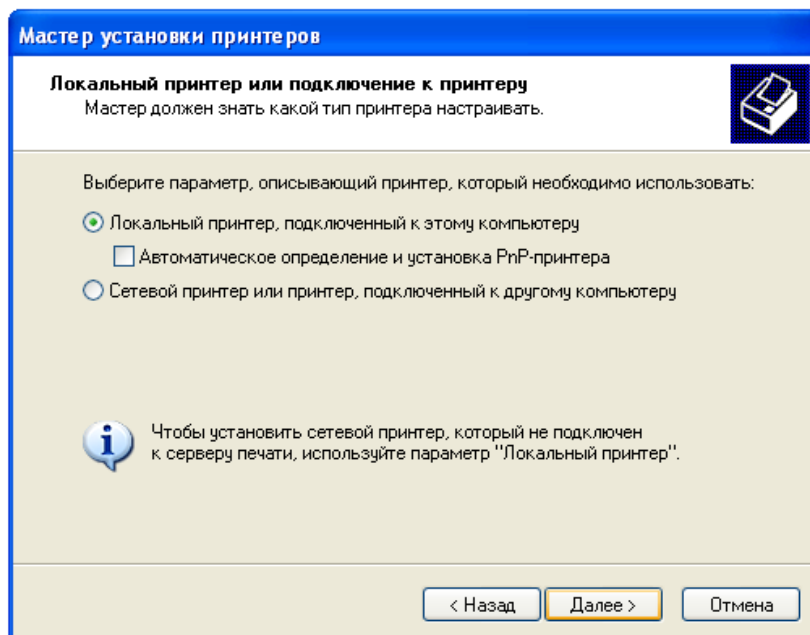 Мастер установки принтеров
Локальный принтер или подключение к принтеру
Мастер должен знать какой тип принтера настраивать.
Выберите параметр, описывающий принтер, который необходимо использовать:
Локальный принтер, подключенный к этому компьютеру
Автоматическое определение и установка PnP-принтера
Сетевой принтер или принтер, подключенный к другому компьютеру
Чтобы установить сетевой принтер, который не подключен
к серверу печати, используйте параметр "Локальный принтер".
< Назад Далее > Отмена